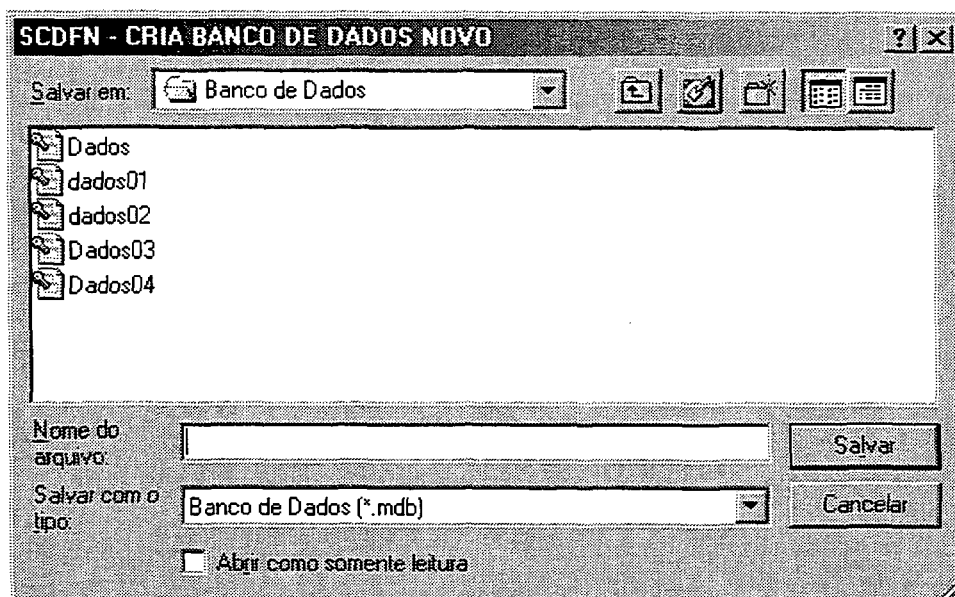 SCDFN - CRIA BANCO DE DADOS NOVO
Salvar em: Banco de Dados
Dados
dados01
dados02
Dados03
Dados04
Nome do
arquivo:
Salvar
Salvar com o
tipo:
Banco de Dados (*.mdb)
Cancelar
Abrir como somente leitura